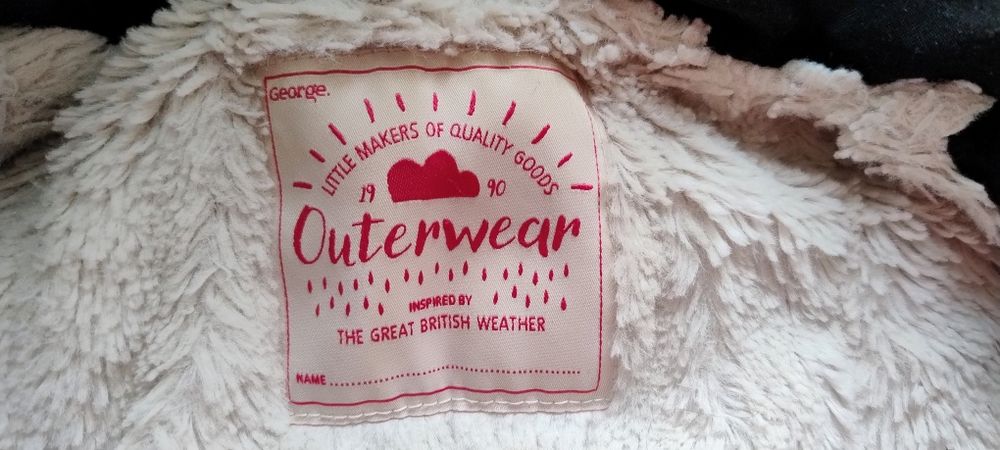 George.
LITTLE MAKERS OF QUALITY GOODS
19 90
Outerwear
INSPIRED BY
THE GREAT BRITISH WEATHER
NAME